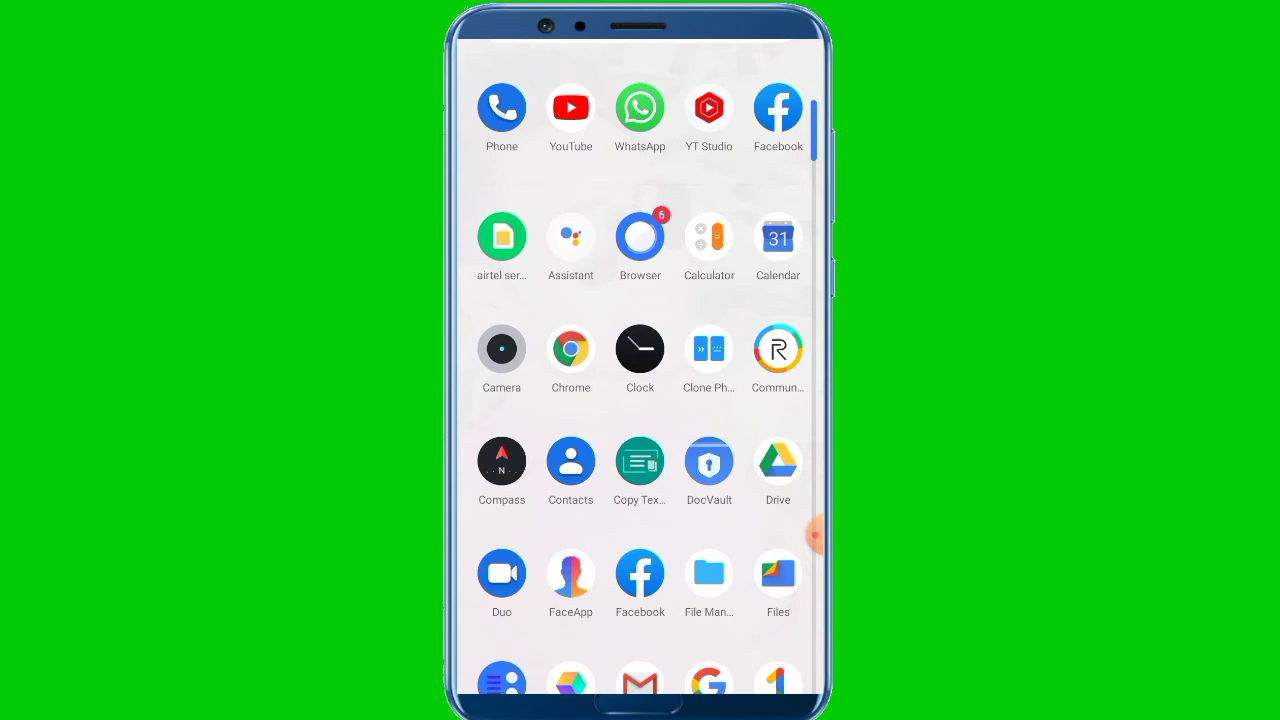 Phone YouTube WhatsApp YT Studio Facebook
6
31
airtel ser... Assistant Browser Calculator Calendar
Camera Chrome Clock Clone Ph... Commun...
N
Compass Contacts Copy Tex... DocVault Drive
Duo FaceApp Facebook File Man... Files